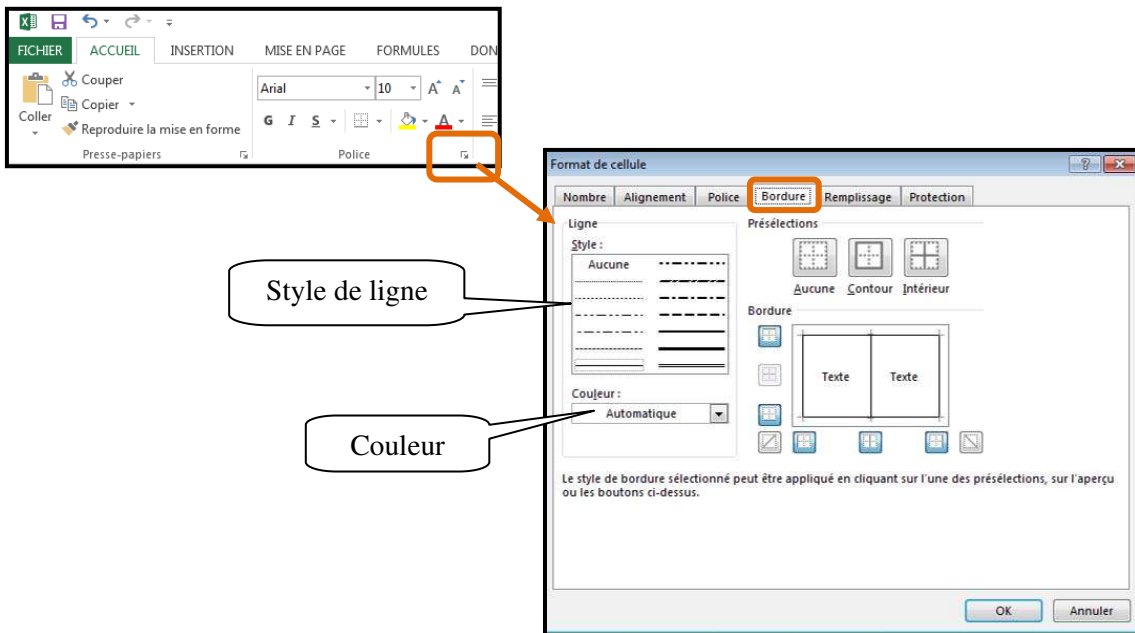 FICHIER ACCUEIL INSERTION MISE EN PAGE FORMULES DON
Couper
Copier
Reproduire la mise en forme
Coller
Presse-papiers
Arial 10 A A
G I S A
Police
Format de cellule
Nombre Alignement Police Bordure Remplissage Protection
Ligne
Style :
Aucune
Couleur :
Automatique
Présélections
Aucune Contour Intérieur
Bordure
Texte Texte
Le style de bordure sélectionné peut être appliqué en cliquant sur l'une des présélections, sur l'aperçu
ou les boutons ci-dessus.
OK Annuler
Style de ligne
Couleur